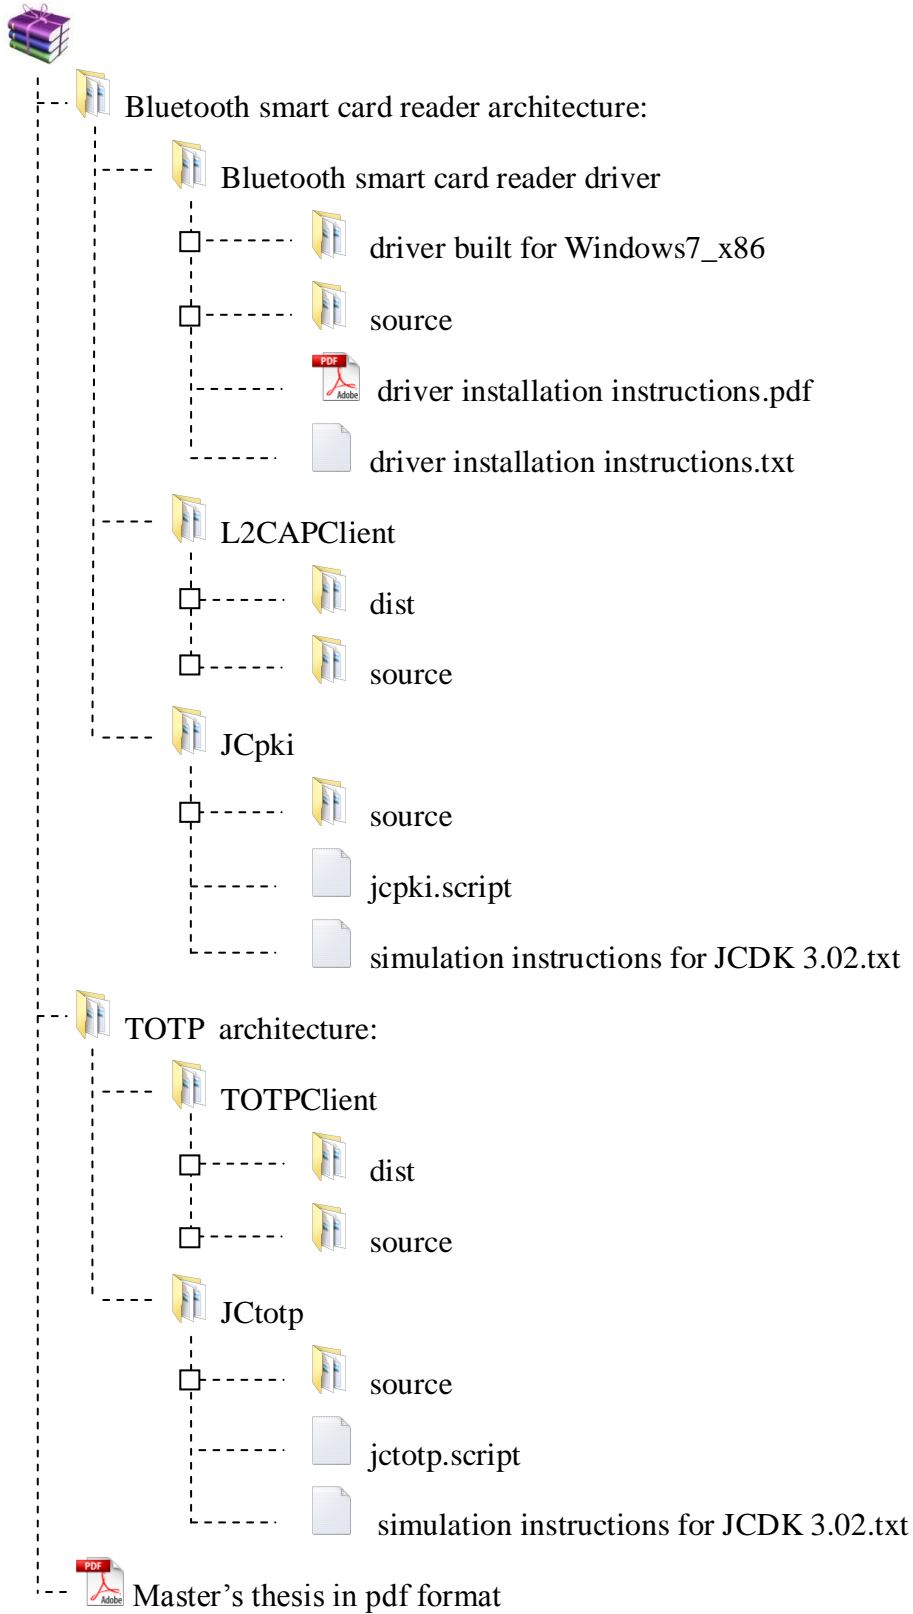 Bluetooth smart card reader architecture:
Bluetooth smart card reader driver
driver built for Windows7_x86
source
PDF
Adobe
driver installation instructions.pdf
driver installation instructions.txt
L2CAPClient
dist
source
JCpki
source
jcpki.script
simulation instructions for JCDK 3.02.txt
TOTP architecture:
TOTPClient
dist
source
JCtotp
source
jctotp.script
simulation instructions for JCDK 3.02.txt
PDF
Adobe
Master’s thesis in pdf format